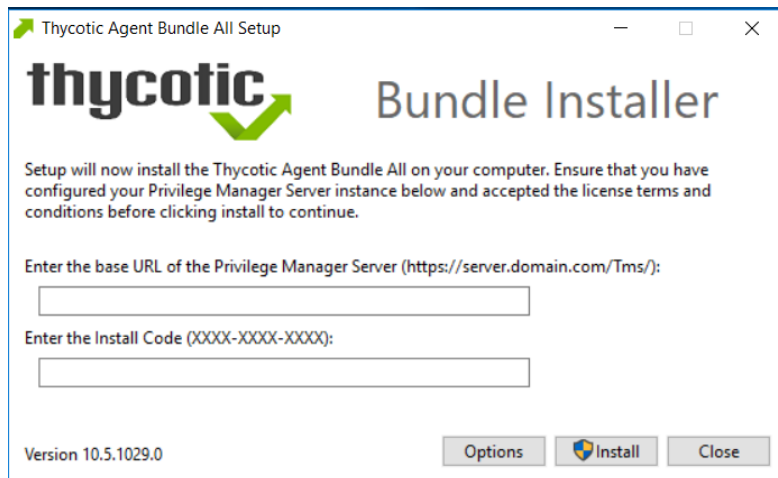 Thycotic Agent Bundle All Setup
thycotic
Bundle Installer
Setup will now install the Thycotic Agent Bundle All on your computer. Ensure that you have
configured your Privilege Manager Server instance below and accepted the license terms and
conditions before clicking install to continue.
Enter the base URL of the Privilege Manager Server (https://server.domain.com/Tms/):
Enter the Install Code (XXXX-XXXX-XXXX):
Version 10.5.1029.0
Options
Install
Close